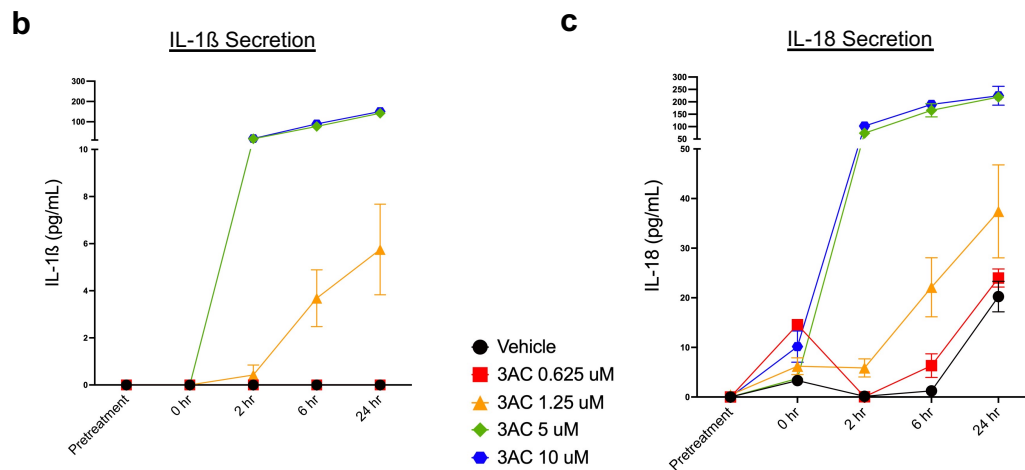 b
IL-1ß Secretion
300
200
100
10
8
6
4
2
0
IL-1ß (pg/mL)
Pretreatment
0 hr
2 hr
6 hr
24 hr
Vehicle
3AC 0.625 uM
3AC 1.25 uM
3AC 5 uM
3AC 10 uM
c
IL-18 Secretion
300
250
200
150
100
50
50
40
30
20
10
0
IL-18 (pg/mL)
Pretreatment
0 hr
2 hr
6 hr
24 hr